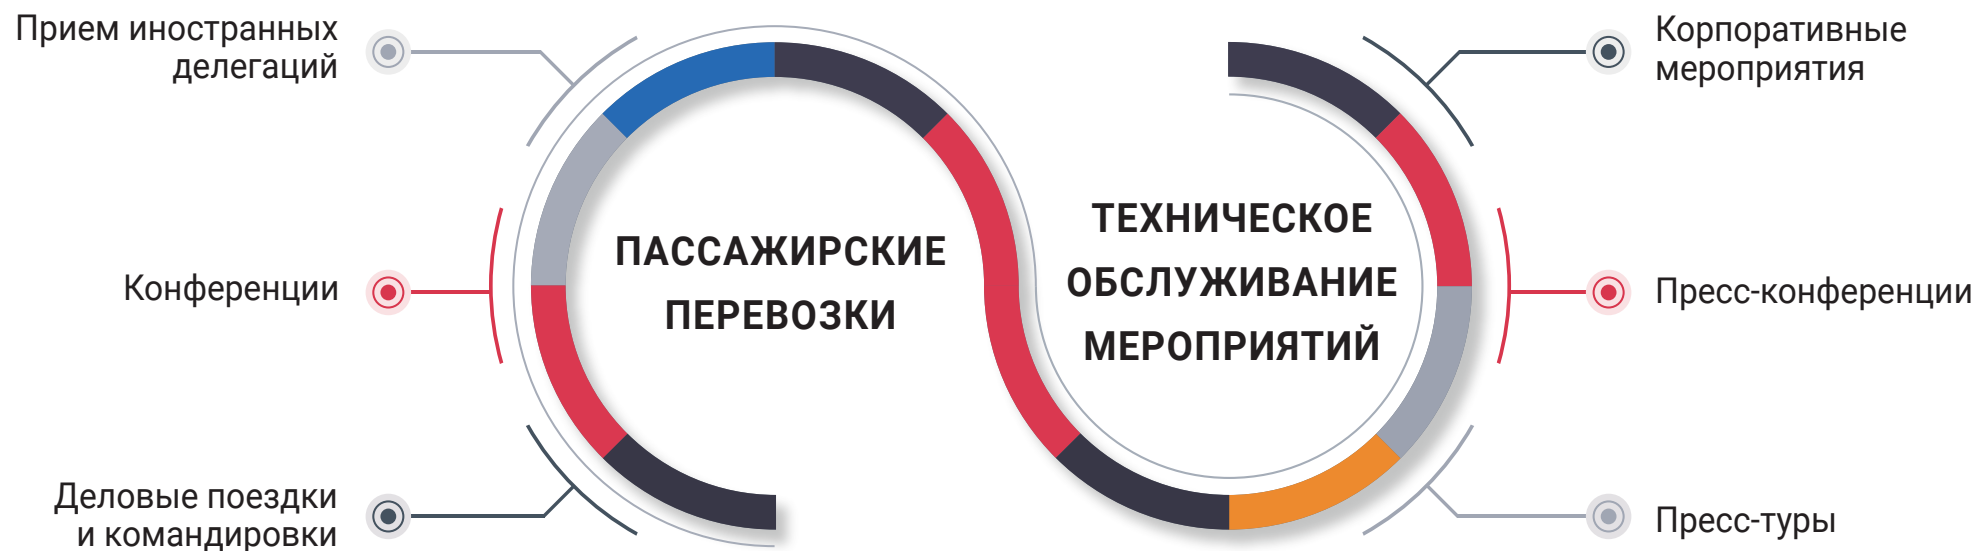 Прием иностранных
делегаций
Конференции
Деловые поездки
и командировки
ПАССАЖИРСКИЕ
ПЕРЕВОЗКИ
ТЕХНИЧЕСКОЕ
ОБСЛУЖИВАНИЕ
МЕРОПРИЯТИЙ
Корпоративные
мероприятия
Пресс-конференции
Пресс-туры